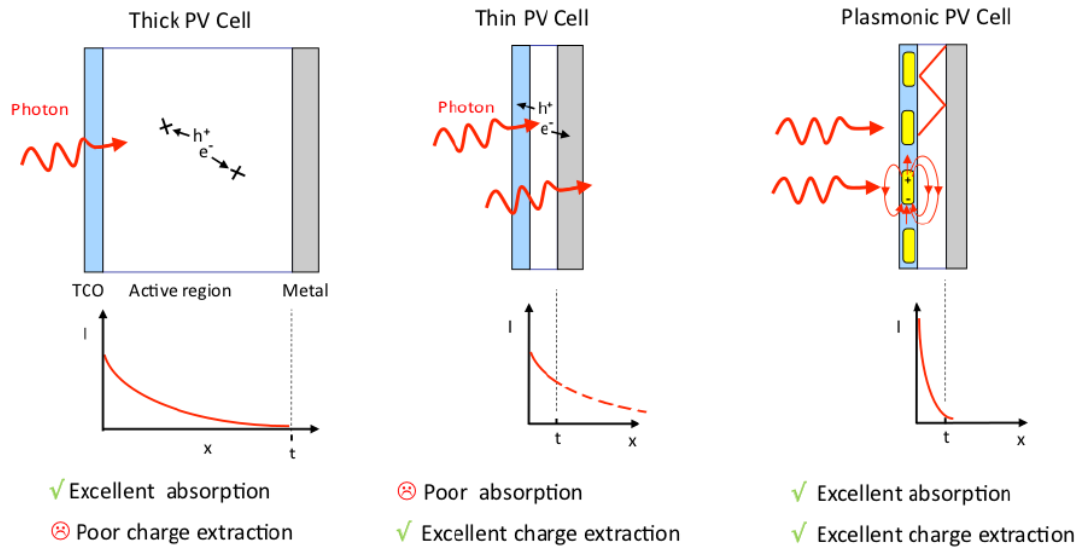 Thick PV Cell
Thin PV Cell
Plasmonic PV Cell
Photon
h+
e-
Photon
h+
e-
+
-
TCO
Active region
Metal
I
x
t
I
t
x
I
t
x
√ Excellent absorption
☹ Poor charge extraction
☹ Poor absorption
√ Excellent charge extraction
√ Excellent absorption
√ Excellent charge extraction